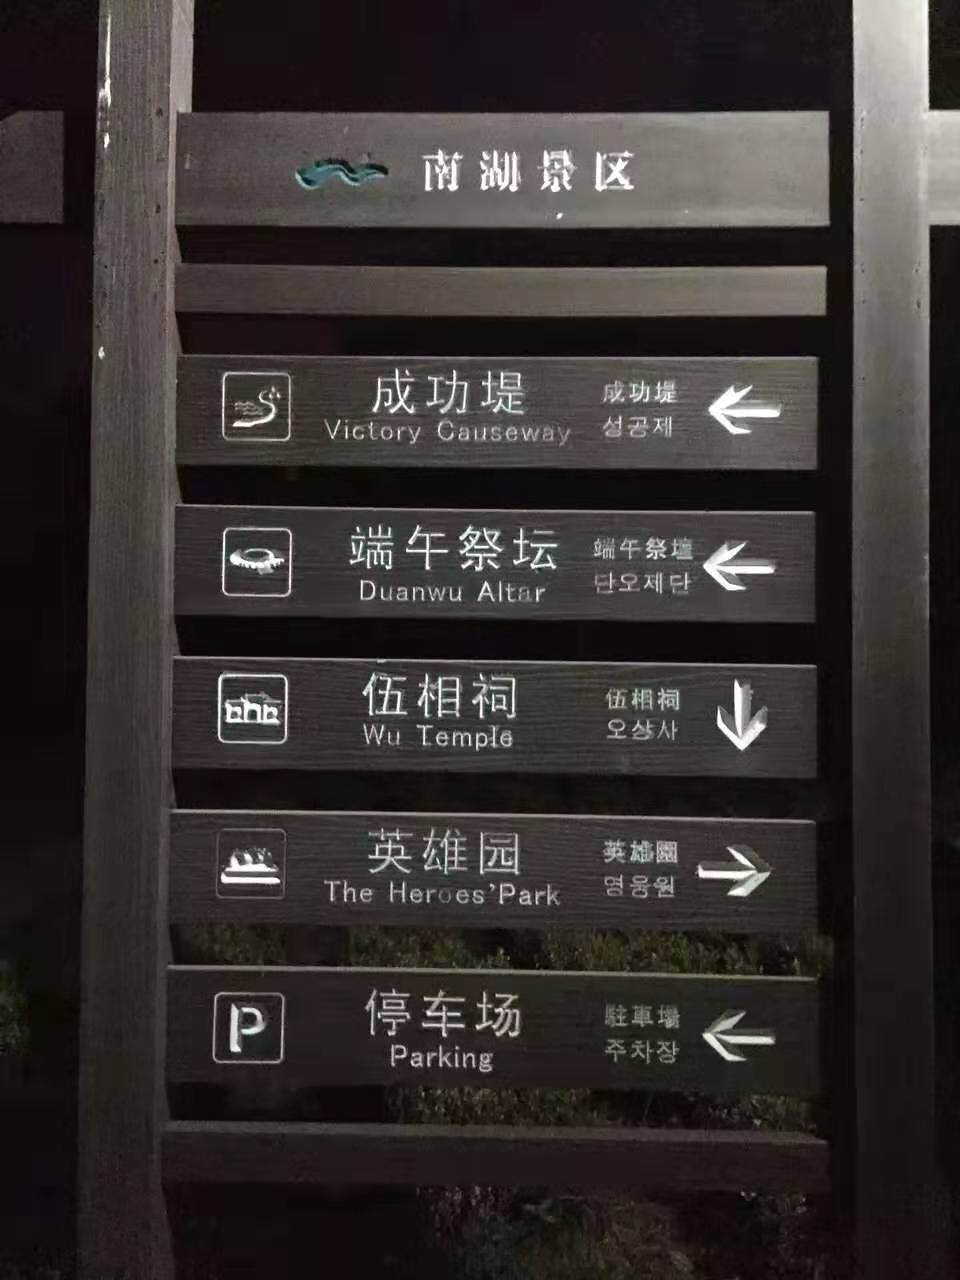 南湖景区
成功堤
Victory Causeway
成功堤
성공제
端午祭坛
Duanwu Altar
端午祭壇
단오제단
伍相祠
Wu Temple
伍相祠
오상사
英雄园
The Heroes'Park
英雄園
영웅원
P
停车场
Parking
駐車場
주차장